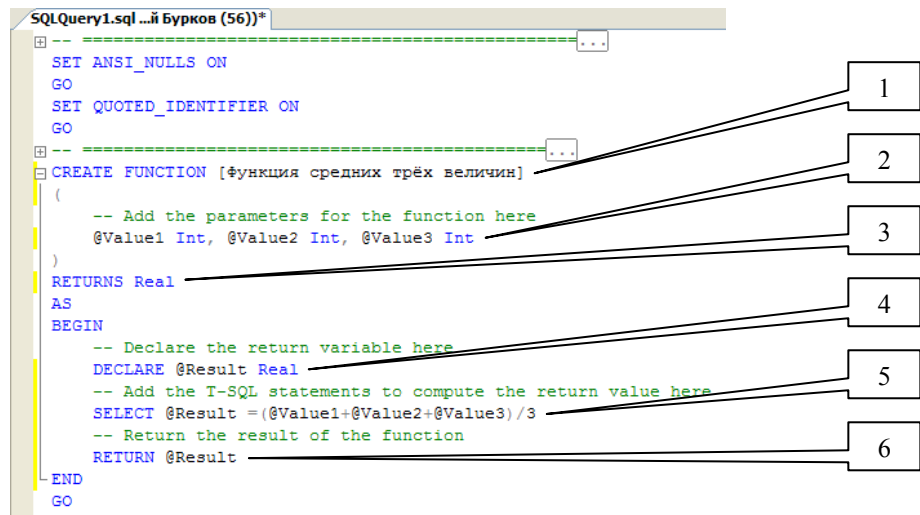 SQLQuery1.sql ...й Бурков (56))*
-- ================================================...
SET ANSI_NULLS ON
GO
SET QUOTED_IDENTIFIER ON
GO
-- =============================================...
CREATE FUNCTION [Функция средних трёх величин]
(
-- Add the parameters for the function here
@Value1 Int, @Value2 Int, @Value3 Int
)
RETURNS Real
AS
BEGIN
-- Declare the return variable here
DECLARE @Result Real
-- Add the T-SQL statements to compute the return value here
SELECT @Result =(@Value1+@Value2+@Value3)/3
-- Return the result of the function
RETURN @Result
END
GO
1
2
3
4
5
6